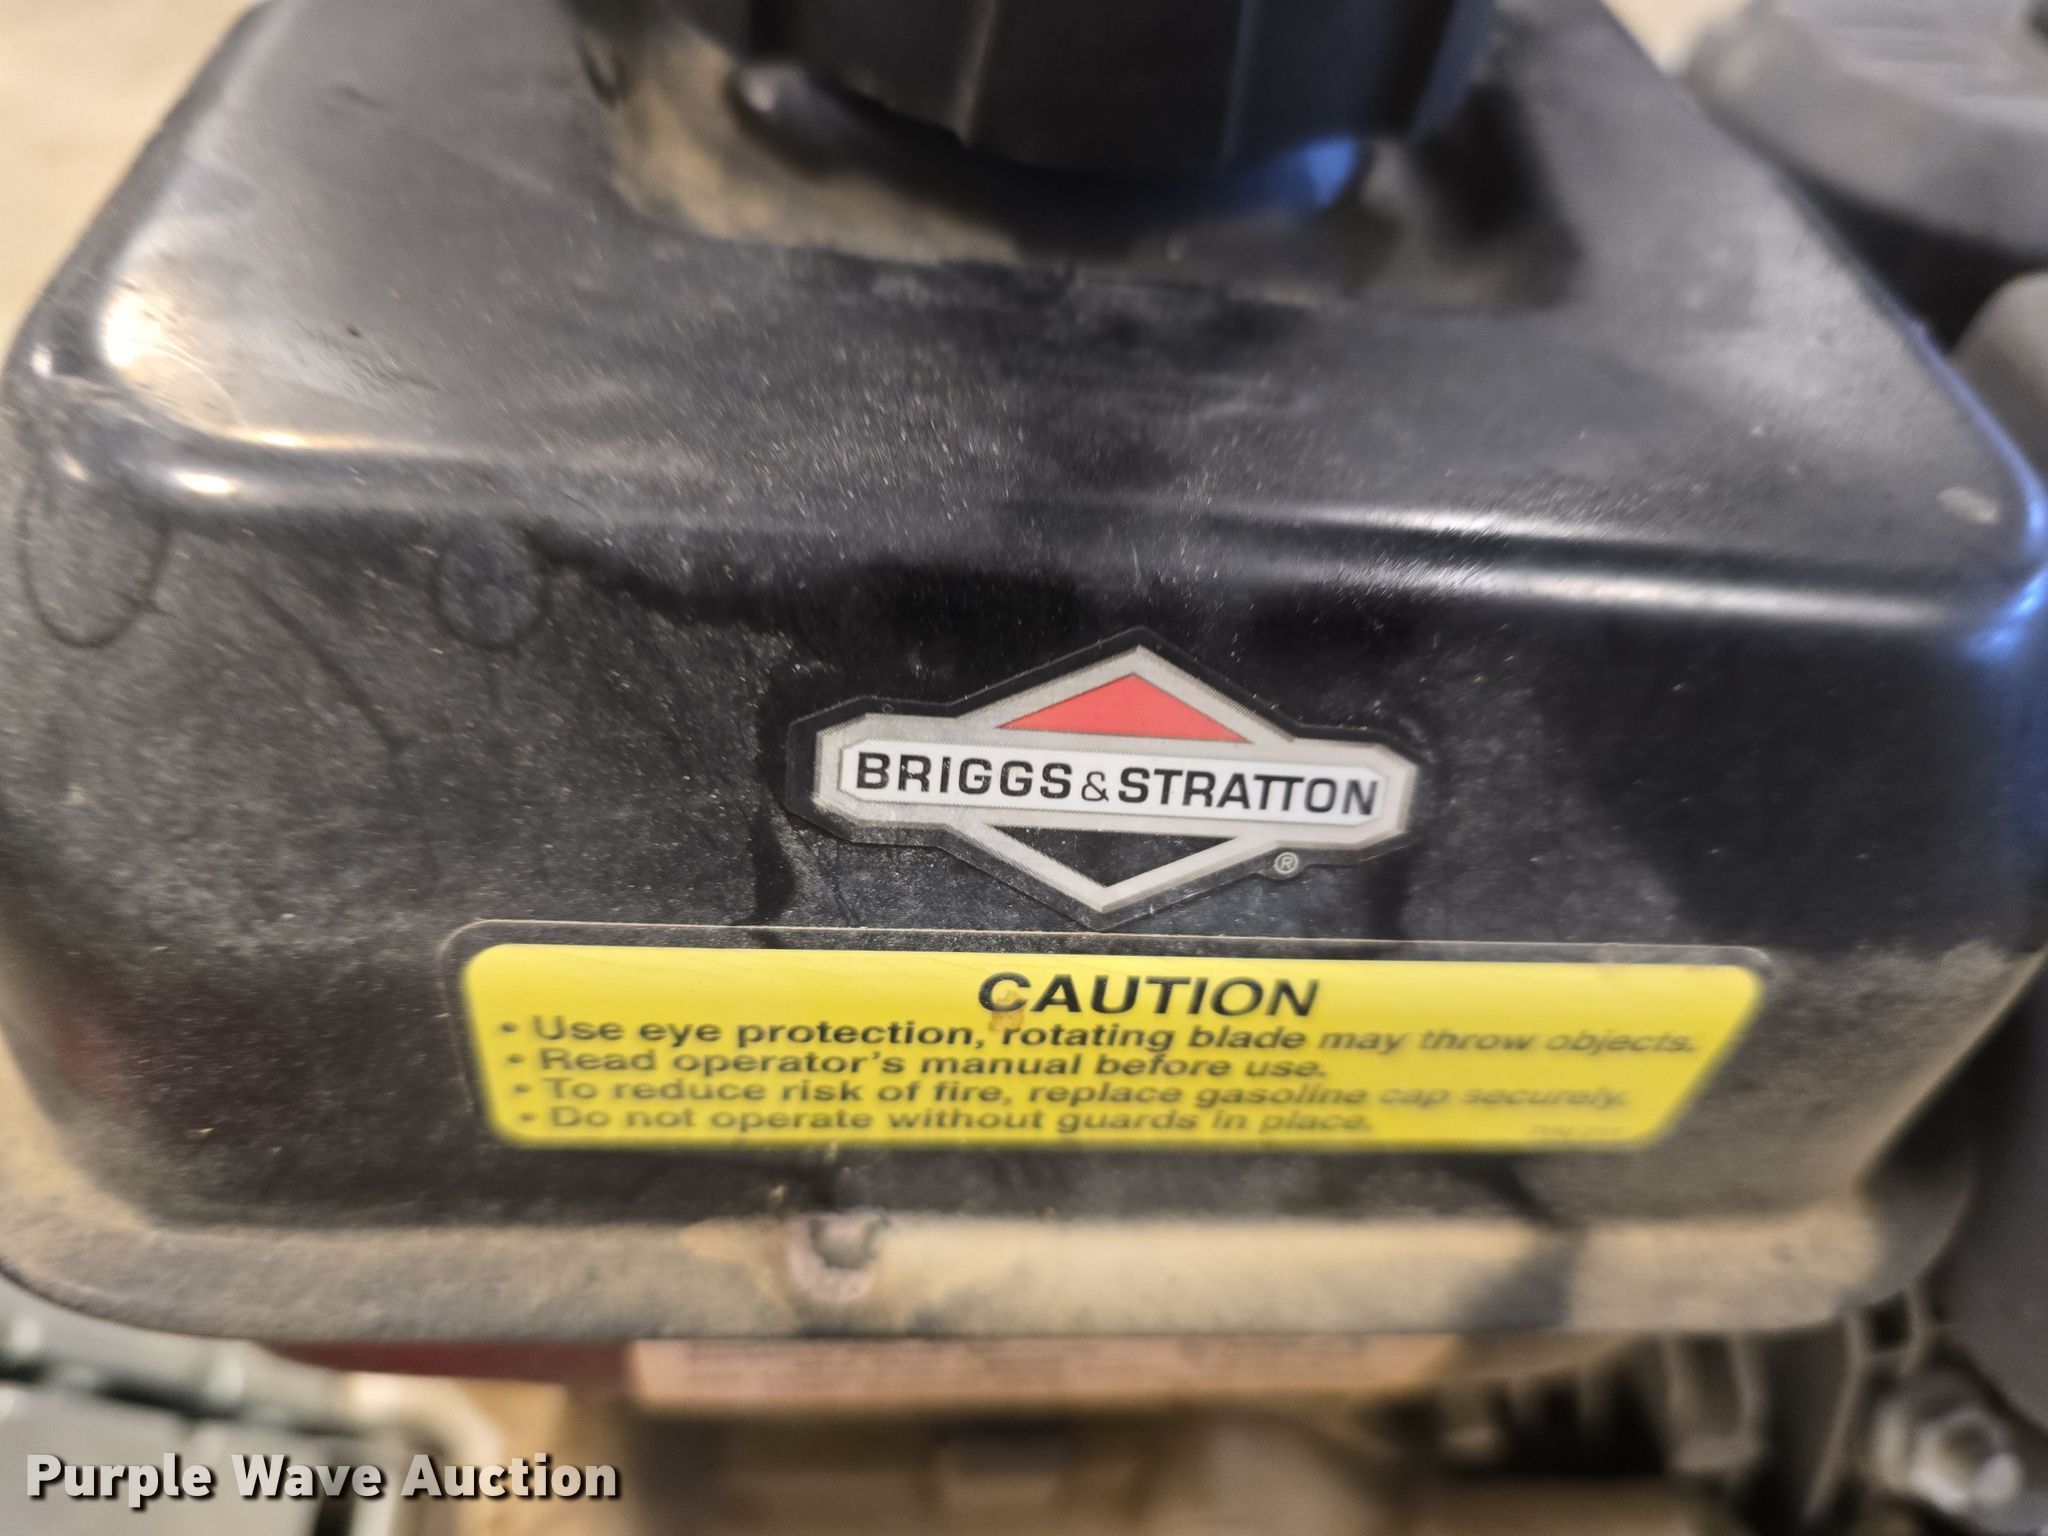 BRIGGS & STRATTON
®
CAUTION
• Use eye protection, rotating blade may throw objects.
• Read operator's manual before use.
• To reduce risk of fire, replace gasoline cap securely.
• Do not operate without guards in place.
Purple Wave Auction